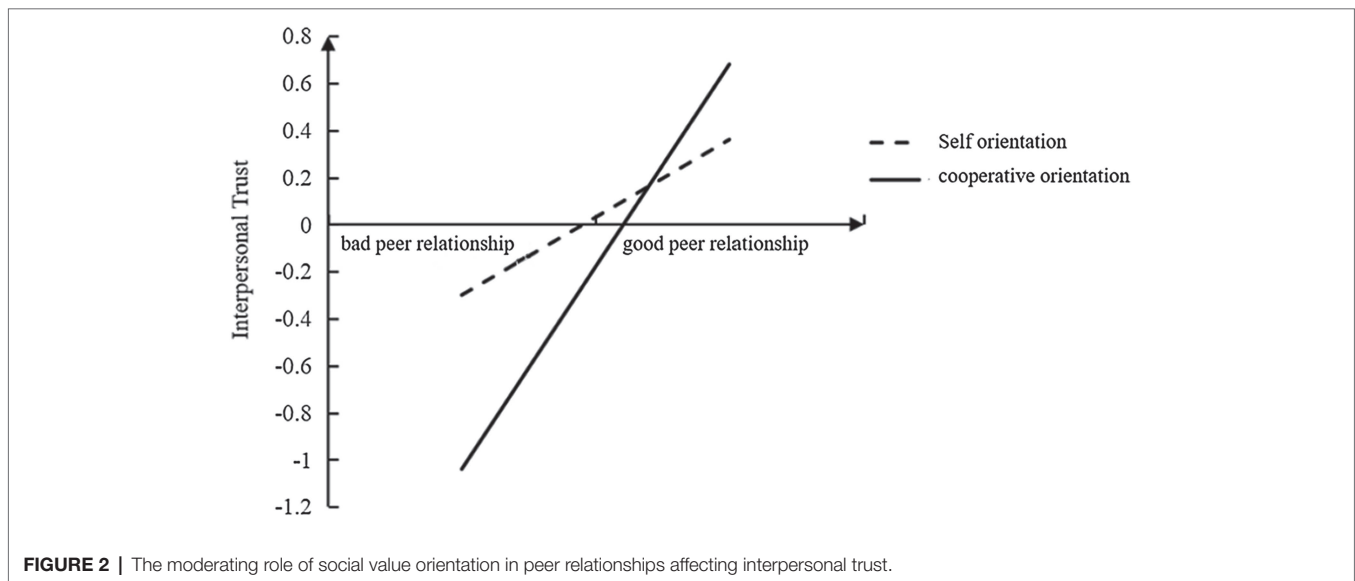 0.8
0.6
0.4
0.2
0
-0.2
-0.4
-0.6
-0.8
-1
-1.2
Interpersonal Trust
bad peer relationship
good peer relationship
Self orientation
cooperative orientation
FIGURE 2 | The moderating role of social value orientation in peer relationships affecting interpersonal trust.